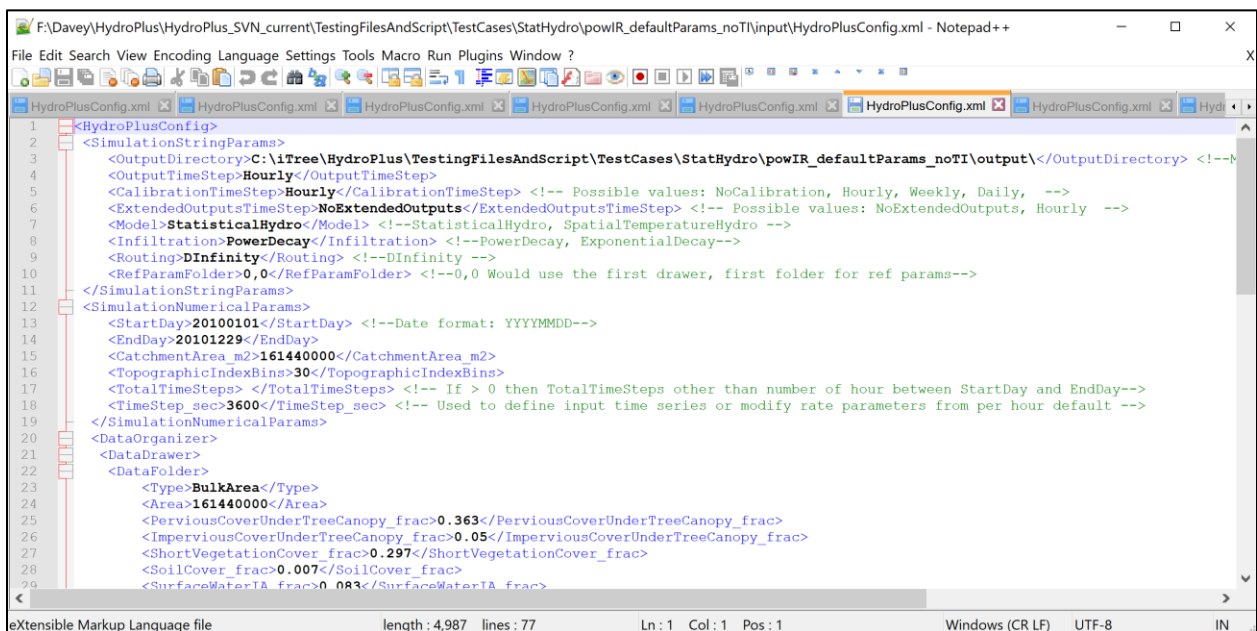 F:\Davey\HydroPlus\HydroPlus_SVN_current\TestingFilesAndScript\TestCases\StatHydro\powIR_defaultParams_noTI\input\HydroPlusConfig.xml - Notepad++
File Edit Search View Encoding Language Settings Tools Macro Run Plugins Window ? X
HydroPlusConfig.xml HydroPlusConfig.xml HydroPlusConfig.xml HydroPlusConfig.xml HydroPlusConfig.xml HydroPlusConfig.xml HydroPlusConfig.xml
1 <HydroPlusConfig>
2 <SimulationStringParams>
3 <OutputDirectory>C:\iTree\HydroPlus\TestingFilesAndScript\TestCases\StatHydro\powIR_defaultParams_noTI\output\</OutputDirectory> <!--
4 <OutputTimeStep>Hourly</OutputTimeStep>
5 <CalibrationTimeStep>Hourly</CalibrationTimeStep> <!-- Possible values: NoCalibration, Hourly, Weekly, Daily, -->
6 <ExtendedOutputsTimeStep>NoExtendedOutputs</ExtendedOutputsTimeStep> <!-- Possible values: NoExtendedOutputs, Hourly -->
7 <Model>StatisticalHydro</Model> <!--StatisticalHydro, SpatialTemperatureHydro -->
8 <Infiltration>PowerDecay</Infiltration> <!--PowerDecay, ExponentialDecay-->
9 <Routing>DInfinity</Routing> <!--DInfinity -->
10 <RefParamFolder>0,0</RefParamFolder> <!--0,0 Would use the first drawer, first folder for ref params-->
11 </SimulationStringParams>
12 <SimulationNumericalParams>
13 <StartDay>20100101</StartDay> <!--Date format: YYYYMMDD-->
14 <EndDay>20101229</EndDay>
15 <CatchmentArea_m2>161440000</CatchmentArea_m2>
16 <TopographicIndexBins>30</TopographicIndexBins>
17 <TotalTimeSteps> </TotalTimeSteps> <!-- If > 0 then TotalTimeSteps other than number of hour between StartDay and EndDay-->
18 <TimeStep_sec>3600</TimeStep_sec> <!-- Used to define input time series or modify rate parameters from per hour default -->
19 </SimulationNumericalParams>
20 <DataOrganizer>
21 <DataDrawer>
22 <DataFolder>
23 <Type>BulkArea</Type>
24 <Area>161440000</Area>
25 <PerviousCoverUnderTreeCanopy_frac>0.363</PerviousCoverUnderTreeCanopy_frac>
26 <ImperviousCoverUnderTreeCanopy_frac>0.05</ImperviousCoverUnderTreeCanopy_frac>
27 <ShortVegetationCover_frac>0.297</ShortVegetationCover_frac>
28 <SoilCover_frac>0.007</SoilCover_frac>
29 <SurfaceWaterIA_frac>0.083</SurfaceWaterIA_frac>
eXtensible Markup Language file length : 4,987 lines : 77 Ln : 1 Col : 1 Pos : 1 Windows (CR LF) UTF-8 IN